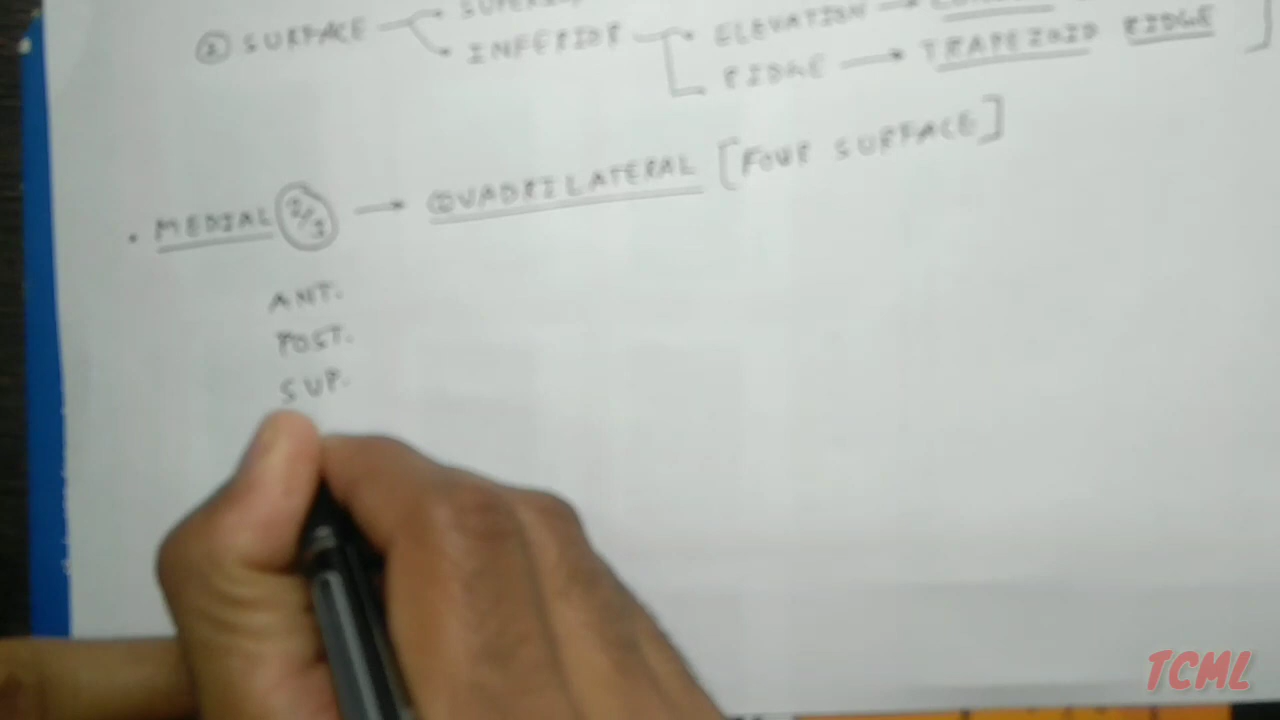 ② SURFACE
INFERIOR ELEVATION →
RIDGE → TRAPEZOID RIDGE ]
. MEDIAL 2/3 → QUADRILATERAL [FOUR SURFACE]
ANT.
POST.
SUP.
TCML